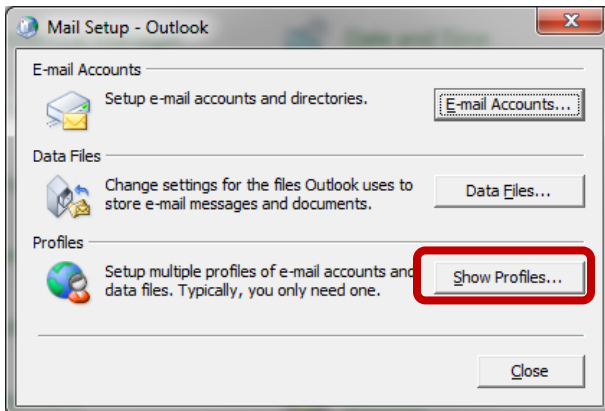 Mail Setup - Outlook
E-mail Accounts
Setup e-mail accounts and directories.
E-mail Accounts...
Data Files
Change settings for the files Outlook uses to
store e-mail messages and documents.
Data Files...
Profiles
Setup multiple profiles of e-mail accounts and
data files. Typically, you only need one.
Show Profiles...
Close